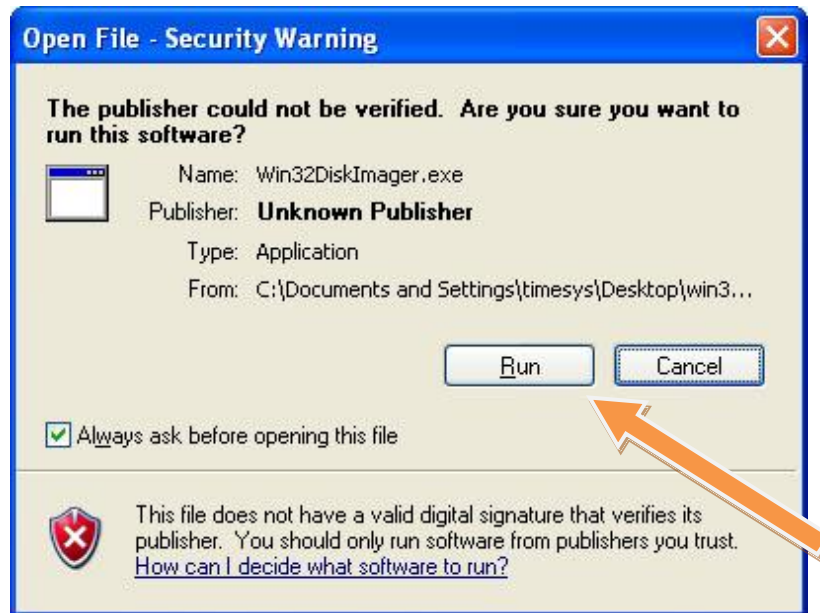 Open File - Security Warning
The publisher could not be verified.  Are you sure you want to
run this software?
Name: Win32DiskImager.exe
Publisher: Unknown Publisher
Type: Application
From: C:\Documents and Settings\timesys\Desktop\win3...
Run Cancel
Always ask before opening this file
This file does not have a valid digital signature that verifies its
publisher.  You should only run software from publishers you trust.
How can I decide what software to run?